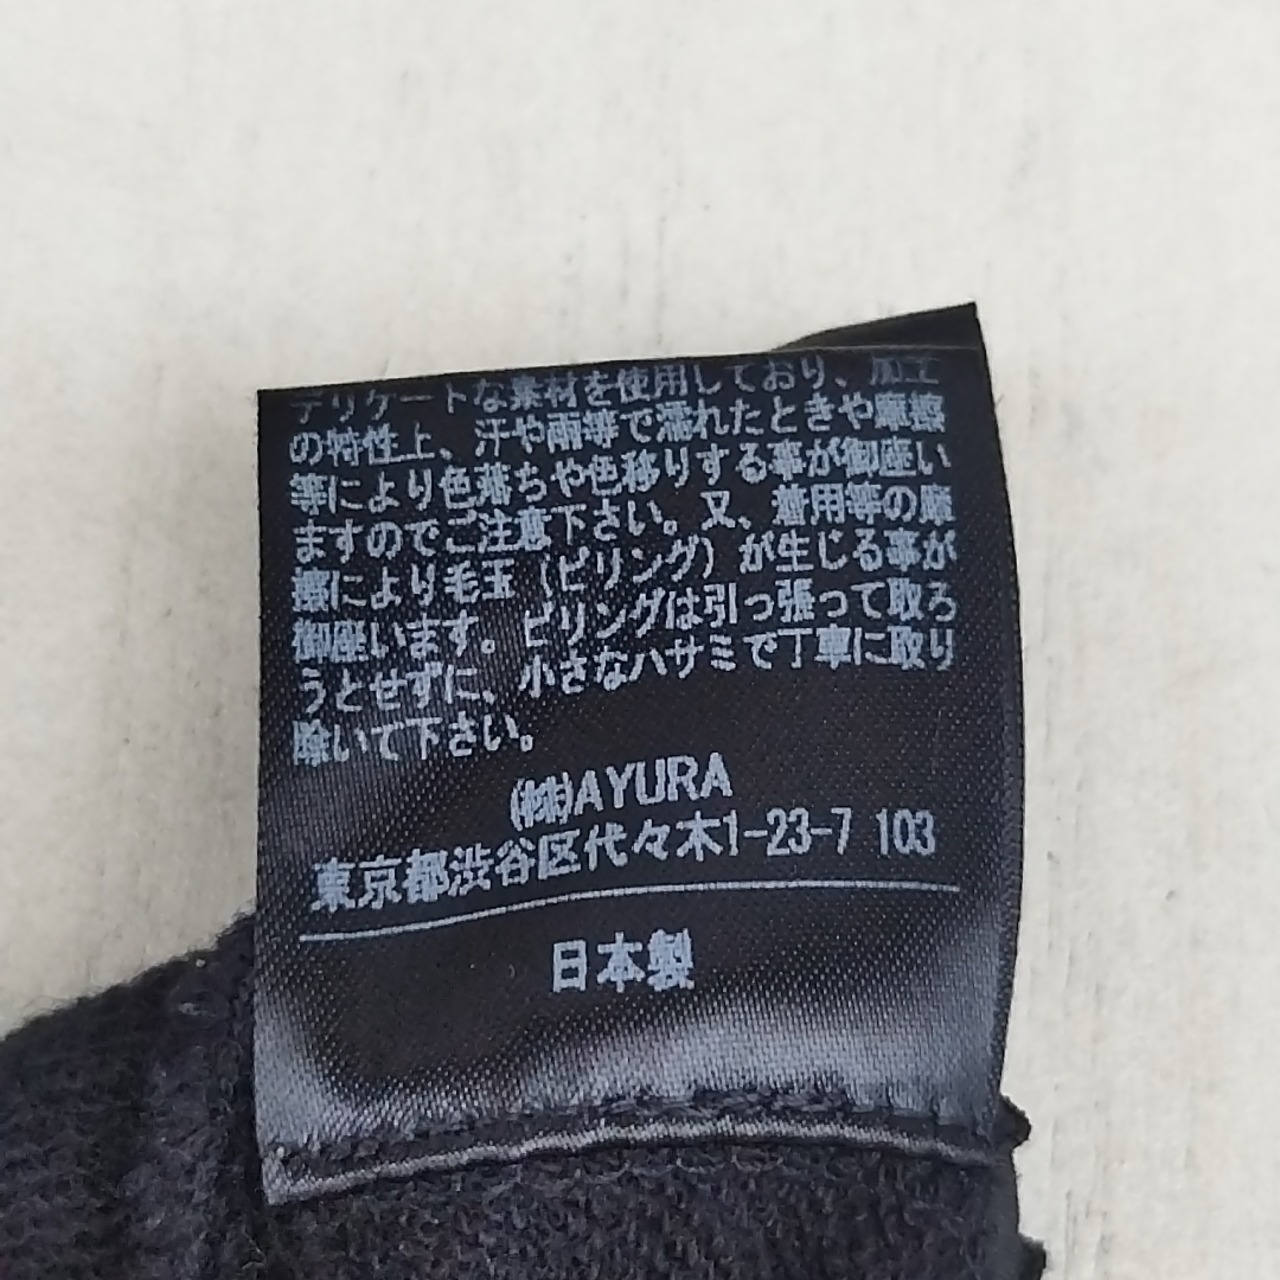 デリケートな素材を使用しており、加工
の特性上、汗や雨等で濡れたときや摩擦
等により色落ちや色移りする事が御座い
ますのでご注意下さい。又、着用等の摩
擦により毛玉（ピリング）が生じる事が
御座います。ピリングは引っ張って取ろ
うとせずに、小さなハサミで丁寧に取り
除いて下さい。
(株)AYURA
東京都渋谷区代々木1-23-7 103
日本製